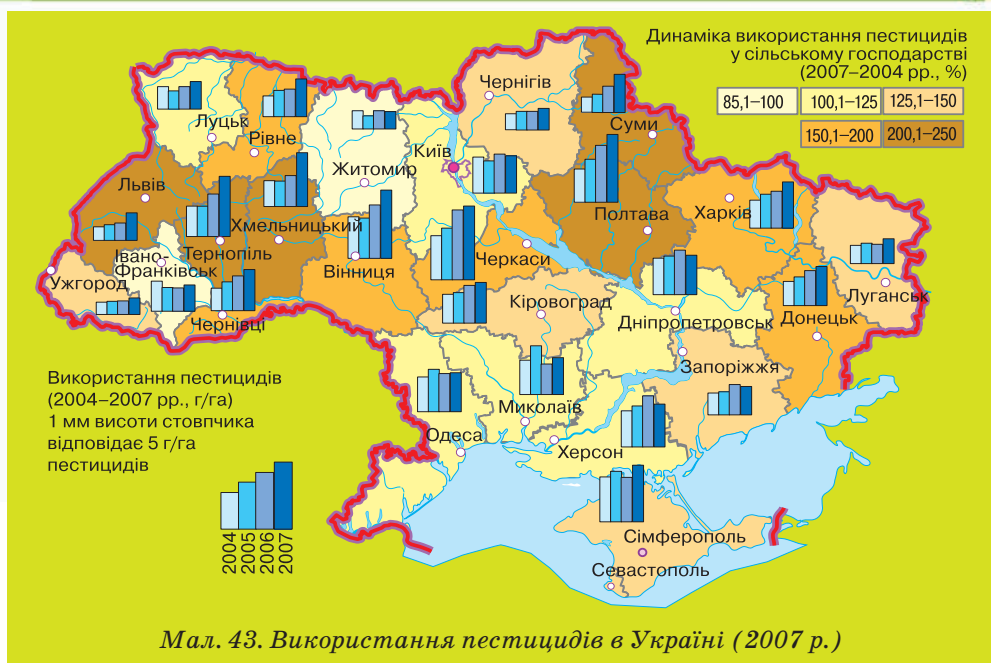 Динаміка використання пестицидів
у сільському господарстві
(2007–2004 рр., %)
85,1–100
100,1–125
125,1–150
150,1–200
200,1–250
Чернігів
Луцьк
Рівне
Суми
Київ
Житомир
Львів
Хмельницький
Полтава
Харків
Івано-
Франківськ
Тернопіль
Вінниця
Черкаси
Ужгород
Чернівці
Кіровоград
Луганськ
Дніпропетровськ
Донецьк
Запоріжжя
Миколаїв
Одеса
Херсон
Сімферополь
Севастополь
Використання пестицидів
(2004–2007 рр., г/га)
1 мм висоти стовпчика
відповідає 5 г/га
пестицидів
2004
2005
2006
2007
Мал. 43. Використання пестицидів в Україні (2007 р.)